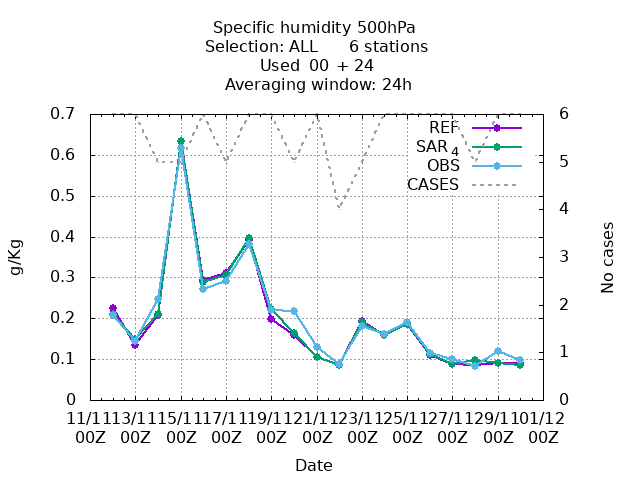 Specific humidity 500hPa
Selection: ALL 6 stations
Used 00 + 24
Averaging window: 24h
0.7
0.6
0.5
0.4
0.3
0.2
0.1
0
6
5
4
3
2
1
0
REF
SAR 4
OBS
CASES
g/Kg
No cases
11/11 13/11 15/11 17/11 19/11 21/11 23/11 25/11 27/11 29/11 01/12
00Z 00Z 00Z 00Z 00Z 00Z 00Z 00Z 00Z 00Z 00Z
Date